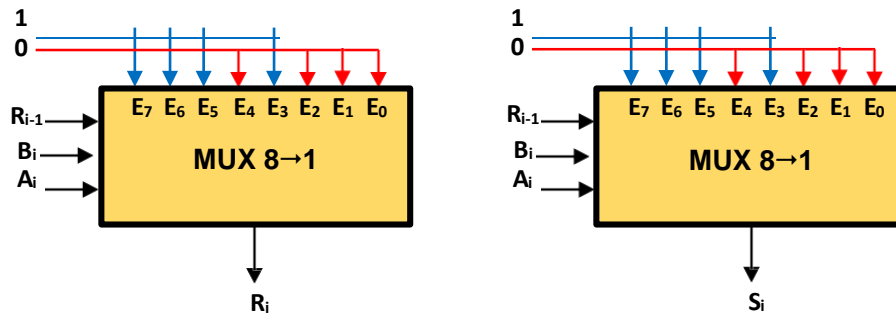 1
0
E₇ E₆ E₅ E₄ E₃ E₂ E₁ E₀
Rᵢ₋₁
Bᵢ
Aᵢ
MUX 8→1
Rᵢ
1
0
E₇ E₆ E₅ E₄ E₃ E₂ E₁ E₀
Rᵢ₋₁
Bᵢ
Aᵢ
MUX 8→1
Sᵢ